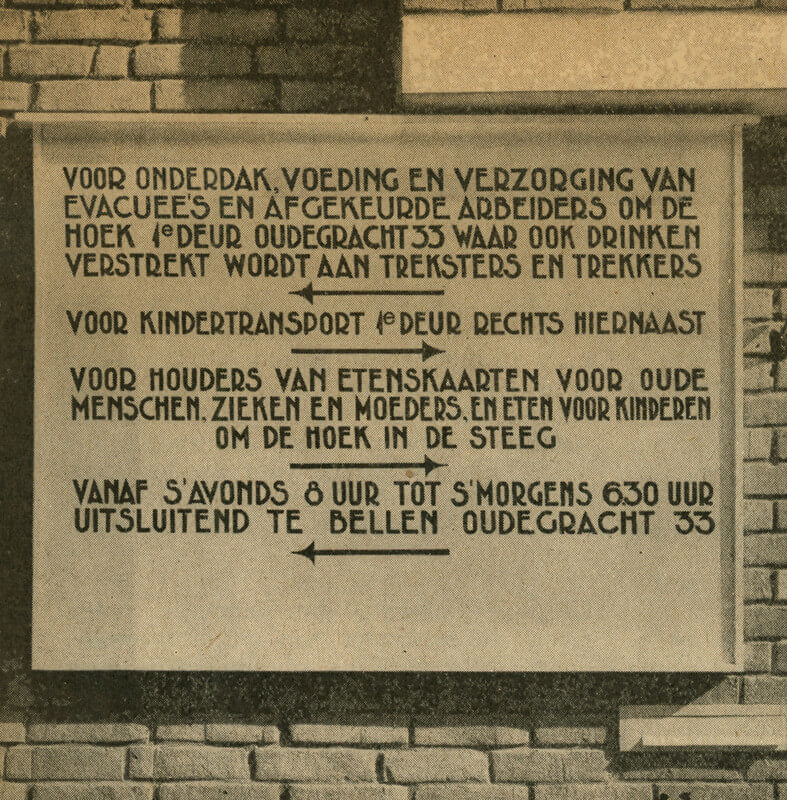 VOOR ONDERDAK, VOEDING EN VERZORGING VAN
EVACUEE'S EN AFGEKEURDE ARBEIDERS OM DE
HOEK 1e DEUR OUDEGRACHT 33 WAAR OOK DRINKEN
VERSTREKT WORDT AAN TREKSTERS EN TREKKERS
VOOR KINDERTRANSPORT 1e DEUR RECHTS HIERNAAST
VOOR HOUDERS VAN ETENSKAARTEN VOOR OUDE
MENSCHEN, ZIEKEN EN MOEDERS, EN ETEN VOOR KINDEREN
OM DE HOEK IN DE STEEG
VANAF S'AVONDS 8 UUR TOT S'MORGENS 6.30 UUR
UITSLUITEND TE BELLEN OUDEGRACHT 33